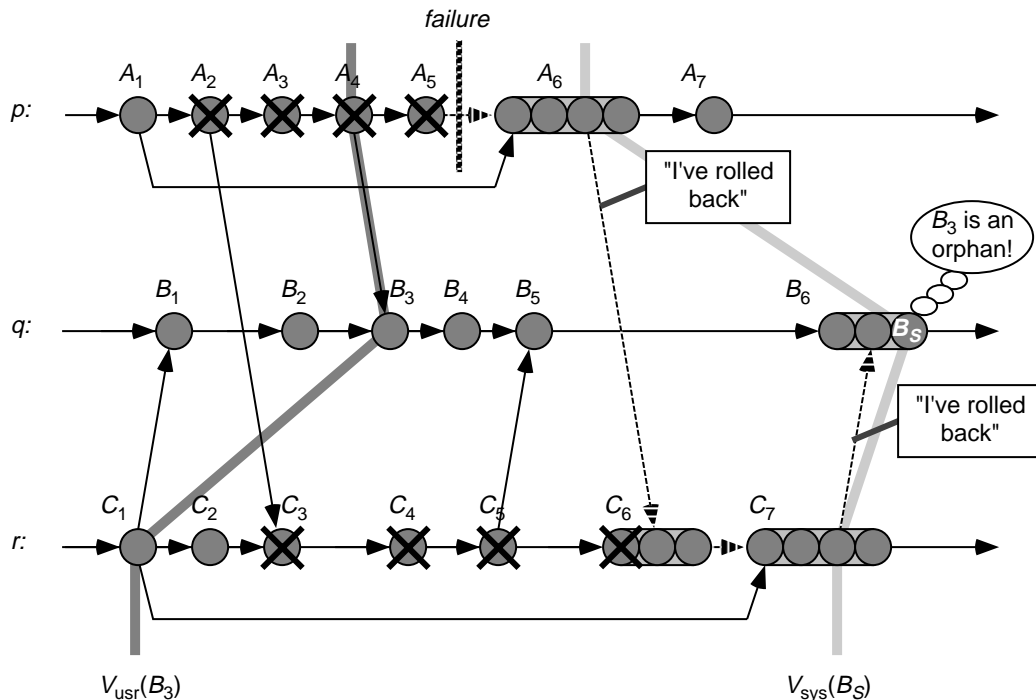 failure
A1 A2 A3 A4 A5 A6 A7
p:
"I've rolled
back"
B3 is an
orphan!
B1 B2 B3 B4 B5 B6
q:
BS
"I've rolled
back"
C1 C2 C3 C4 C5 C6 C7
r:
Vusr(B3) Vsys(BS)